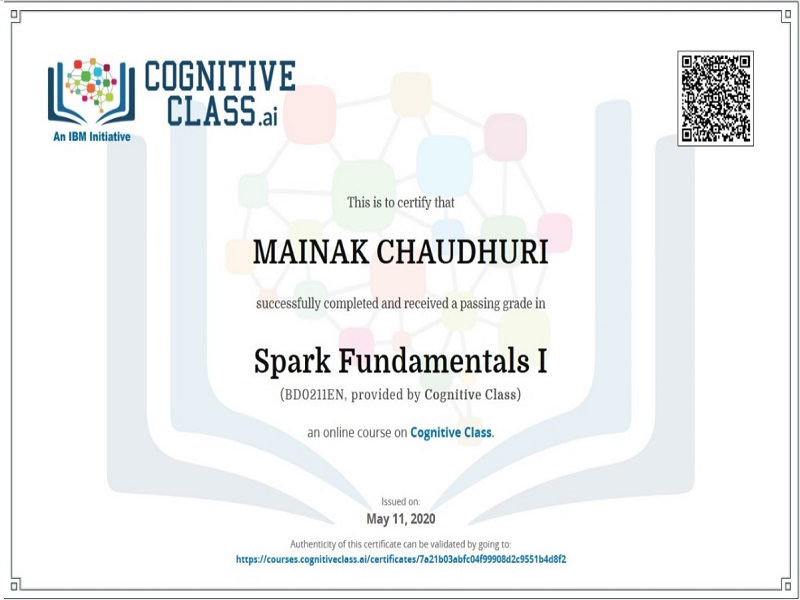 COGNITIVE
CLASS.ai
An IBM Initiative
This is to certify that
MAINAK CHAUDHURI
successfully completed and received a passing grade in
Spark Fundamentals I
(BD0211EN, provided by Cognitive Class)
an online course on Cognitive Class.
Issued on:
May 11, 2020
Authenticity of this certificate can be validated by going to:
https://courses.cognitiveclass.ai/certificates/7a21b03abfc04f99908d2c9551b4d8f2